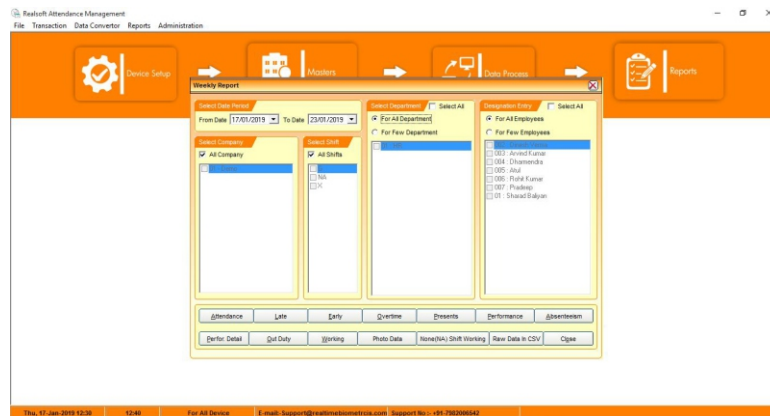 Realsoft Attendance Management
File Transaction Data Convertor Reports Administration
Device Setup
Masters
Data Process
Reports
Weekly Report
Select Date Period
From Date 17/01/2019 To Date 23/01/2019
Select Company
All Company
Select Shift
All Shifts
NA
X
Select Department Select All
For All Department
For Few Department
Designation Entry Select All
For All Employees
For Few Employees
003 : Arvind Kumar
004 : Dhamendra
005 : Atul
006 : Rohit Kumar
007 : Pradeep
01 : Sharad Balyan
Attendance Late Early Overtime Presents Performance Absenteeism
Perfor. Detail Out Duty Working Photo Data None(NA) Shift Working Raw Data in CSV Close
Thu, 17-Jan-2019 12:38 12:40 For All Device E-mail:-Support@realtimebiometrcis.com Support No :- +91-7982006542